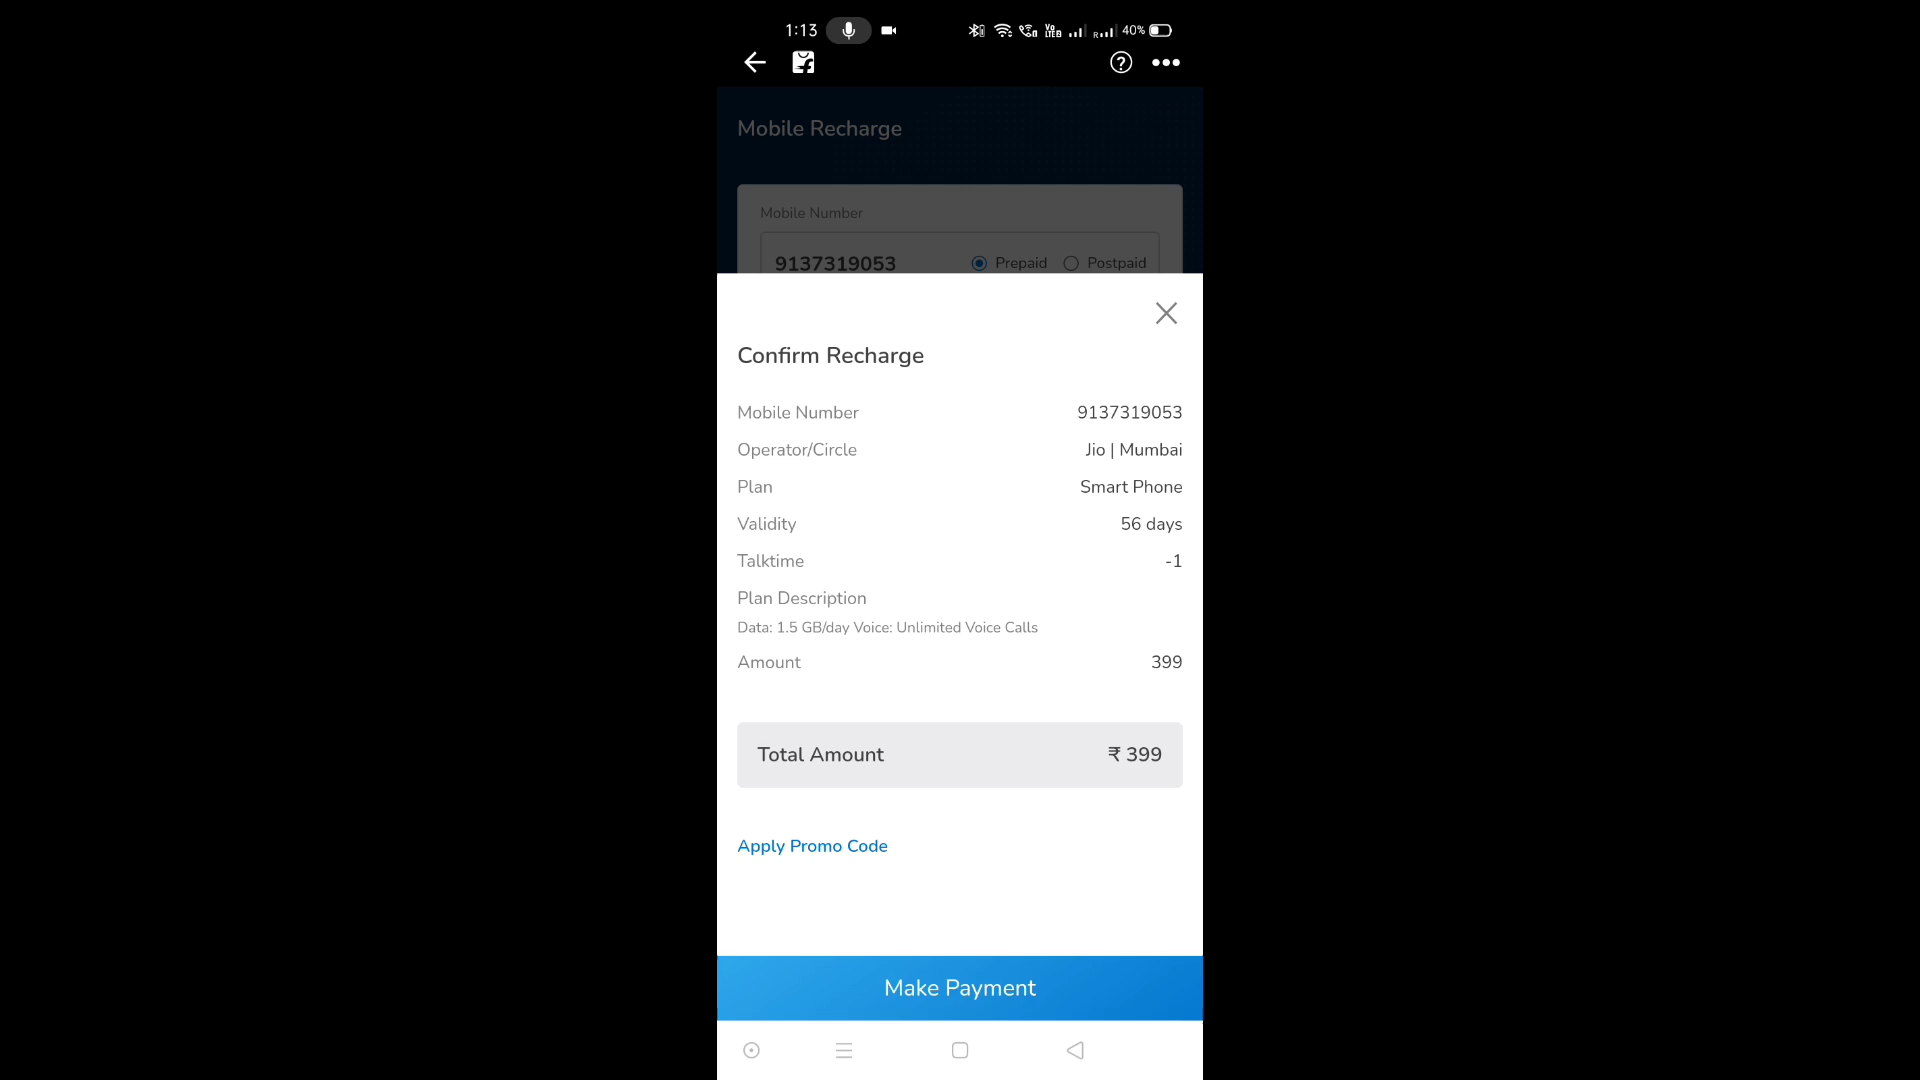 1:13 Vo LTE2 R 40%
Mobile Recharge
Mobile Number
9137319053 Prepaid Postpaid
Confirm Recharge
Mobile Number 9137319053
Operator/Circle Jio | Mumbai
Plan Smart Phone
Validity 56 days
Talktime -1
Plan Description
Data: 1.5 GB/day Voice: Unlimited Voice Calls
Amount 399
Total Amount ₹ 399
Apply Promo Code
Make Payment